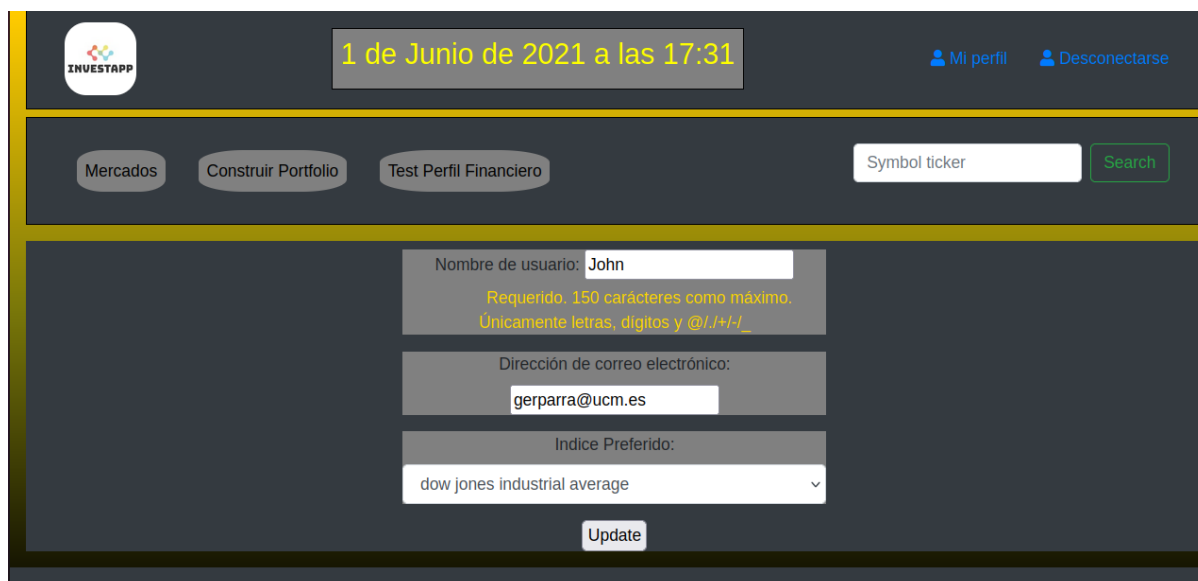 INVESTAPP
1 de Junio de 2021 a las 17:31
Mi perfil
Desconectarse
Mercados
Construir Portfolio
Test Perfil Financiero
Symbol ticker
Search
Nombre de usuario: John
Requerido. 150 carácteres como máximo.
Únicamente letras, dígitos y @/./+/-/_
Dirección de correo electrónico:
gerparra@ucm.es
Indice Preferido:
dow jones industrial average
Update